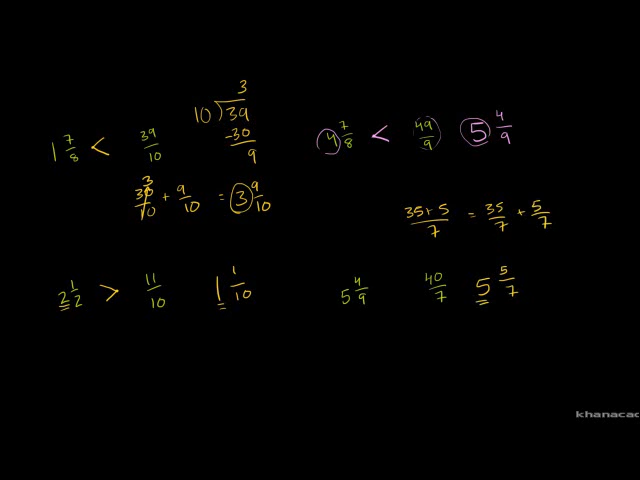 3
10 ) 39
-30
9
1 7/8 < 39/10
3
30/10 + 9/10 = 3 9/10
4 7/8 < 49/9 5 4/9
35+5/7 = 35/7 + 5/7
2 1/2 > 11/10 1 1/10
5 4/9 40/7 5 5/7
khanacad